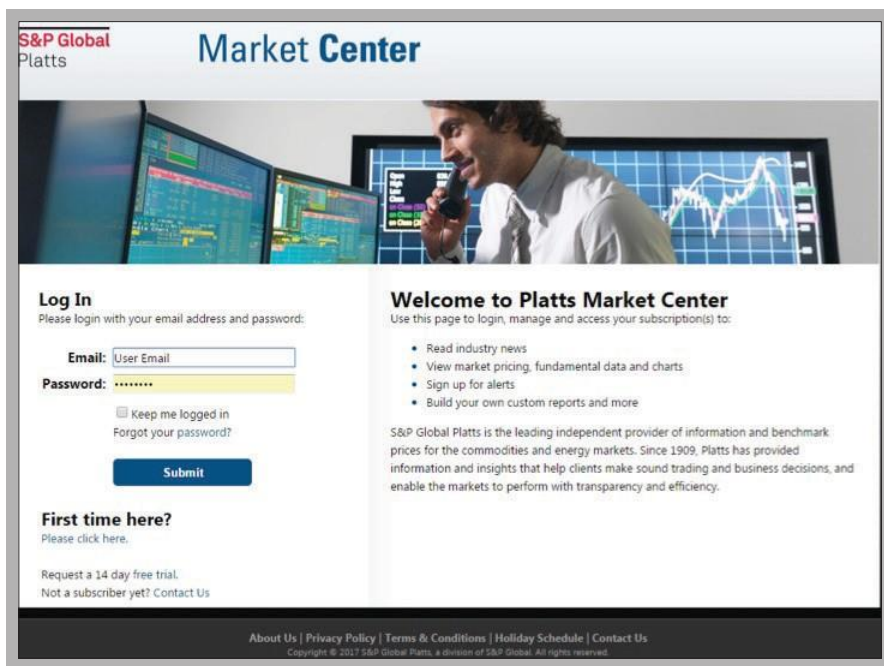 S&P Global
Platts
Market Center
Open
High
Low
Close
Log In
Please login with your email address and password:
Email: User Email
Password: ••••••••
Keep me logged in
Forgot your password?
Submit
First time here?
Please click here.
Request a 14 day free trial.
Not a subscriber yet? Contact Us
Welcome to Platts Market Center
Use this page to login, manage and access your subscription(s) to:
• Read industry news
• View market pricing, fundamental data and charts
• Sign up for alerts
• Build your own custom reports and more
S&P Global Platts is the leading independent provider of information and benchmark
prices for the commodities and energy markets. Since 1909, Platts has provided
information and insights that help clients make sound trading and business decisions, and
enable the markets to perform with transparency and efficiency.
About Us | Privacy Policy | Terms & Conditions | Holiday Schedule | Contact Us
Copyright © 2017 S&P Global Platts, a division of S&P Global. All rights reserved.